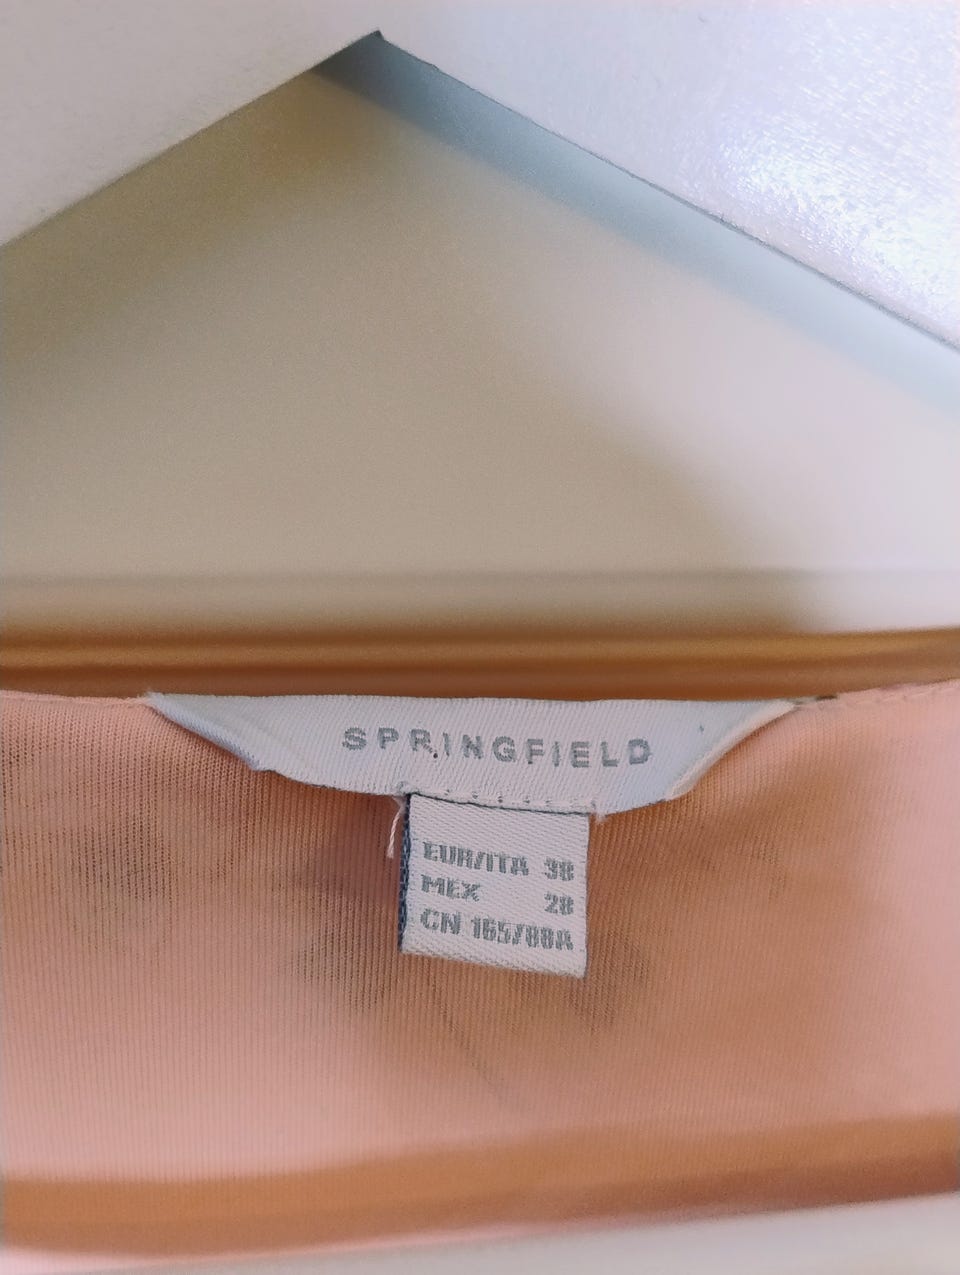 SPRINGFIELD
EUR/ITA 38
MEX 28
CN 165/88A